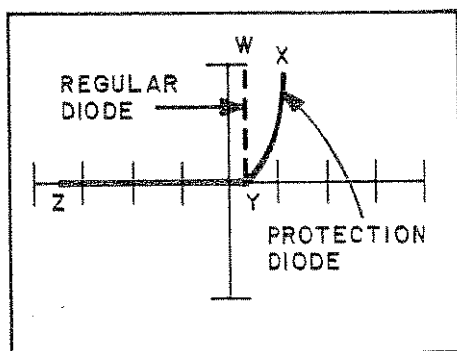 W
X
REGULAR
DIODE
Z
Y
PROTECTION
DIODE